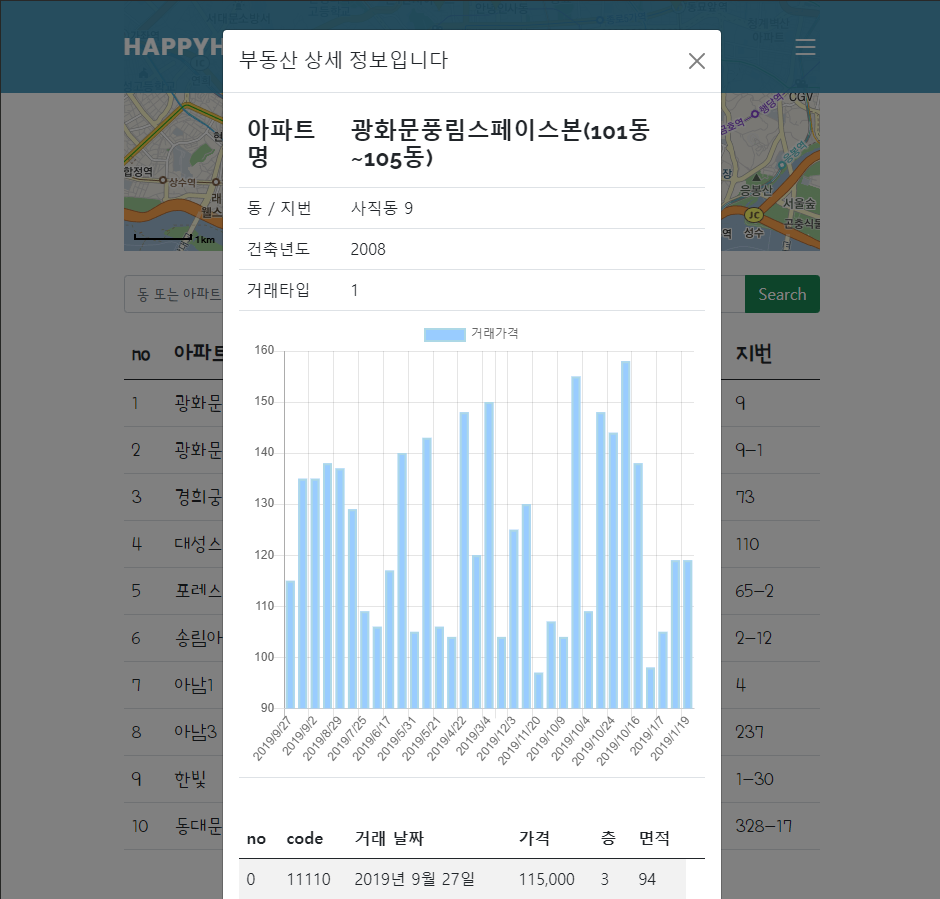 HAPPYH
부동산 상세 정보입니다
CGV
합정역
상수역
응봉역
응봉산
서울숲
JC
성수
1km
아파트
명
광화문풍림스페이스본(101동
~105동)
동 / 지번 사직동 9
건축년도 2008
거래타입 1
동 또는 아파트
Search
거래가격
160
150
140
130
120
110
100
90
2019/9/27 2019/9/2 2019/8/29 2019/7/25 2019/6/17 2019/5/31 2019/5/21 2019/4/22 2019/3/4 2019/12/3 2019/11/20 2019/10/9 2019/10/4 2019/10/24 2019/10/16 2019/1/7 2019/1/19
no 아파트 지번
1 광화문 9
2 광화문 9-1
3 경희궁 73
4 대성스 110
5 포레스 65-2
6 송림아 2-12
7 아남1 4
8 아남3 237
9 한빛 1-30
10 동대문 328-17
no code 거래 날짜 가격 층 면적
0 11110 2019년 9월 27일 115,000 3 94